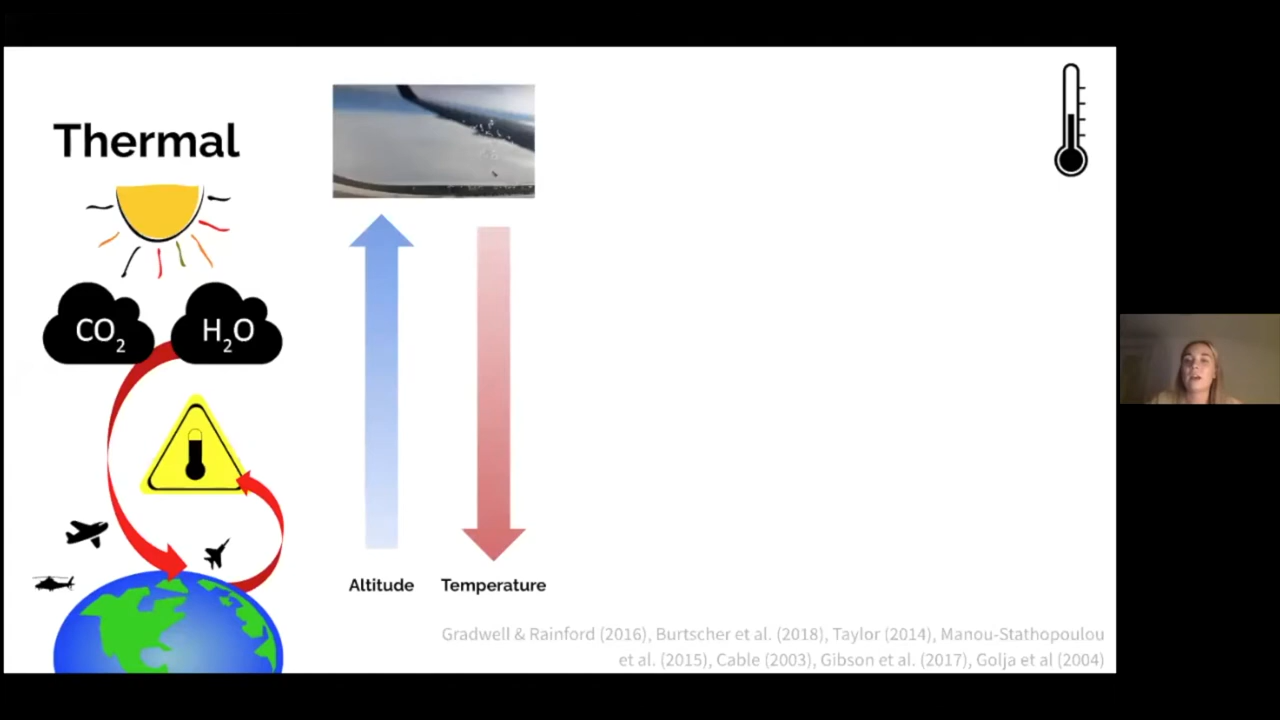 Thermal
CO₂
H₂O
Altitude
Temperature
Gradwell & Rainford (2016), Burtscher et al. (2018), Taylor (2014), Manou-Stathopoulou
et al. (2015), Cable (2003), Gibson et al. (2017), Golja et al (2004)